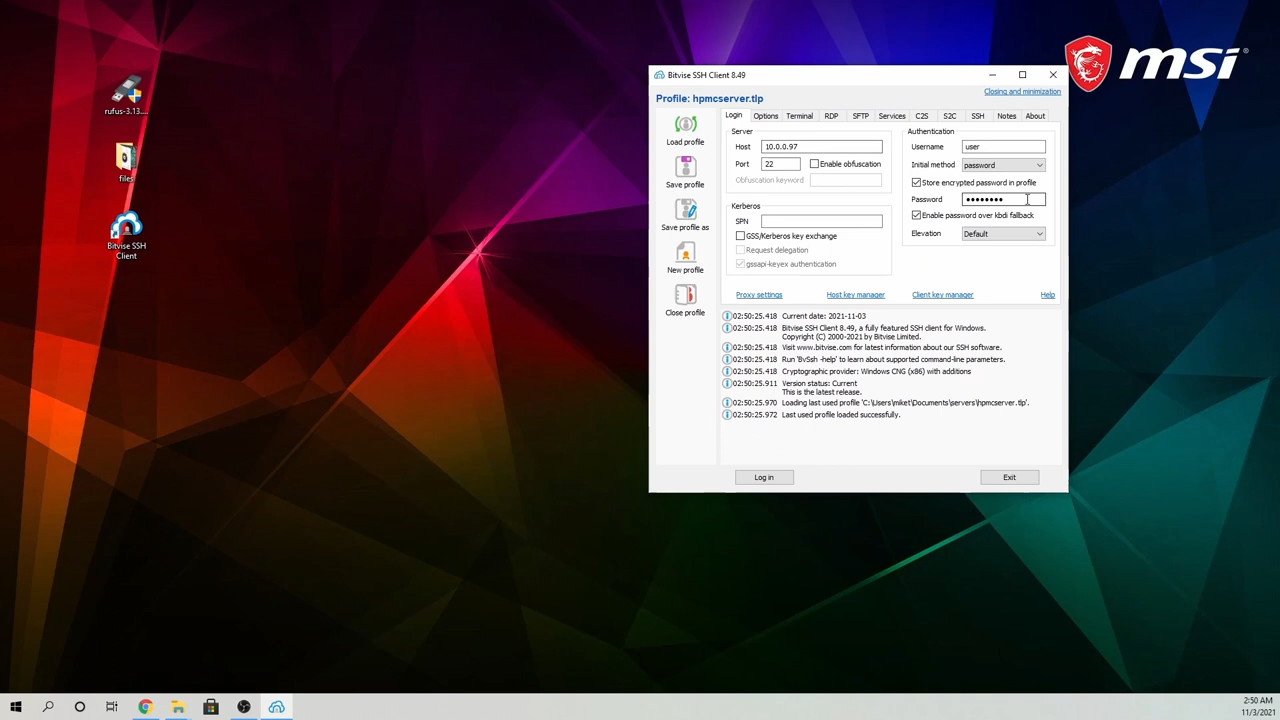 rufus-3.13....
files
Bitvise SSH
Client
msi
Bitvise SSH Client 8.49
Closing and minimization
Profile: hpmcserver.tlp
Load profile
Save profile
Save profile as
New profile
Close profile
Login Options Terminal RDP SFTP Services C2S S2C SSH Notes About
Server
Host 10.0.0.97
Port 22 Enable obfuscation
Obfuscation keyword
Kerberos
SPN
GSS/Kerberos key exchange
Request delegation
gssapi-keyex authentication
Authentication
Username user
Initial method password
Store encrypted password in profile
Password ••••••••
Enable password over kbdi fallback
Elevation Default
Proxy settings Host key manager Client key manager Help
02:50:25.418 Current date: 2021-11-03
02:50:25.418 Bitvise SSH Client 8.49, a fully featured SSH client for Windows.
Copyright (C) 2000-2021 by Bitvise Limited.
02:50:25.418 Visit www.bitvise.com for latest information about our SSH software.
02:50:25.418 Run 'BvSsh -help' to learn about supported command-line parameters.
02:50:25.418 Cryptographic provider: Windows CNG (x86) with additions
02:50:25.911 Version status: Current
This is the latest release.
02:50:25.970 Loading last used profile 'C:\Users\miket\Documents\servers\hpmcserver.tlp'.
02:50:25.972 Last used profile loaded successfully.
Log in Exit
2:50 AM
11/3/2021